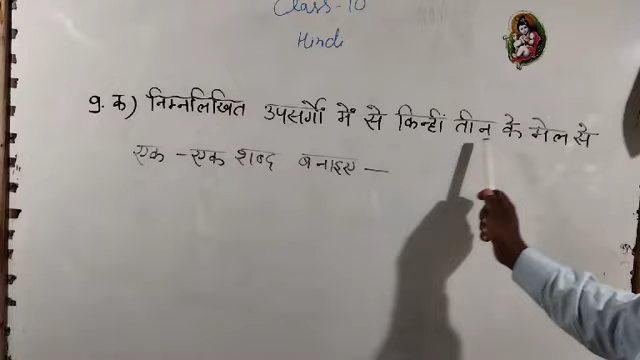 Class-10
Hindi
9. क) निम्नलिखित उपसर्गों में से किन्हीं तीन के मेल से
एक - एक शब्द बनाइए —